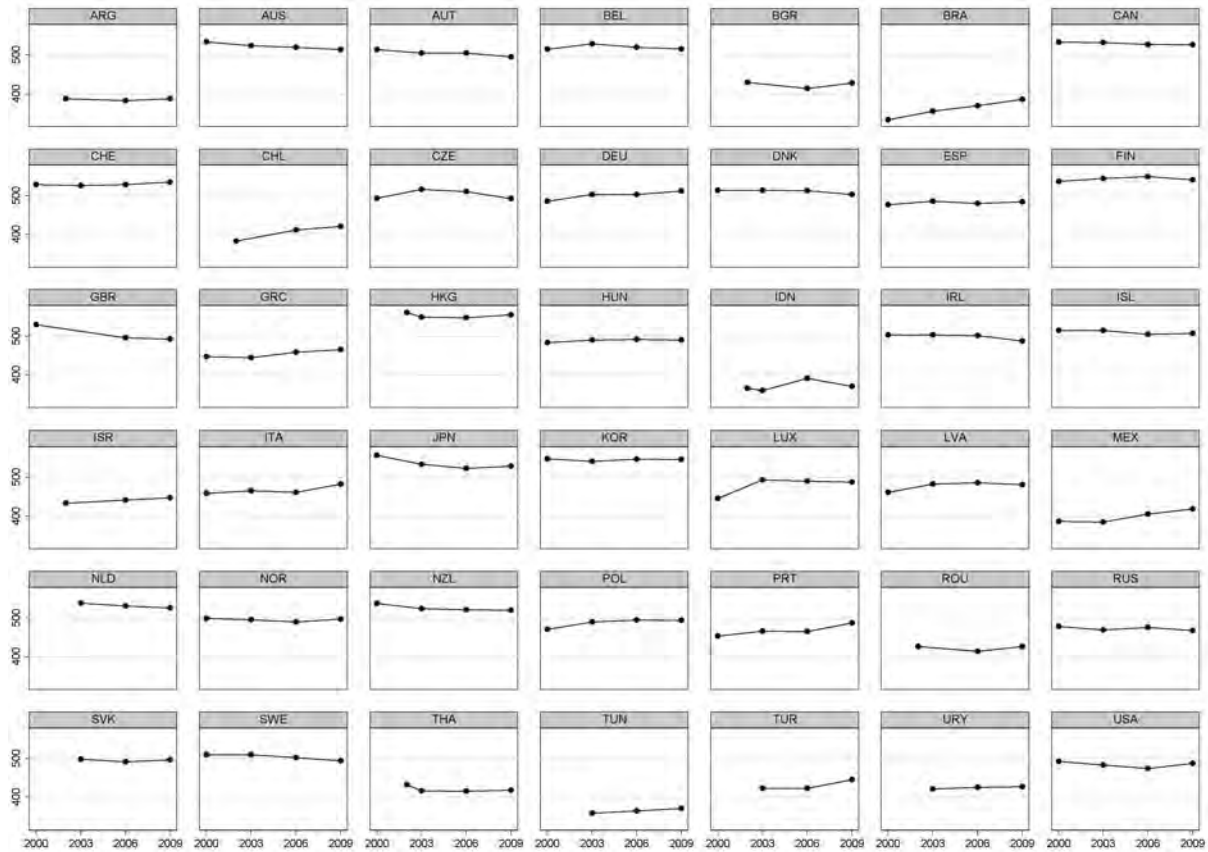 ARG AUS AUT BEL BGR BRA CAN
500
400
CHE CHL CZE DEU DNK ESP FIN
500
400
GBR GRC HKG HUN IDN IRL ISL
500
400
ISR ITA JPN KOR LUX LVA MEX
500
400
NLD NOR NZL POL PRT ROU RUS
500
400
SVK SWE THA TUN TUR URY USA
500
400
2000 2003 2006 2009 2000 2003 2006 2009 2000 2003 2006 2009 2000 2003 2006 2009 2000 2003 2006 2009 2000 2003 2006 2009 2000 2003 2006 2009